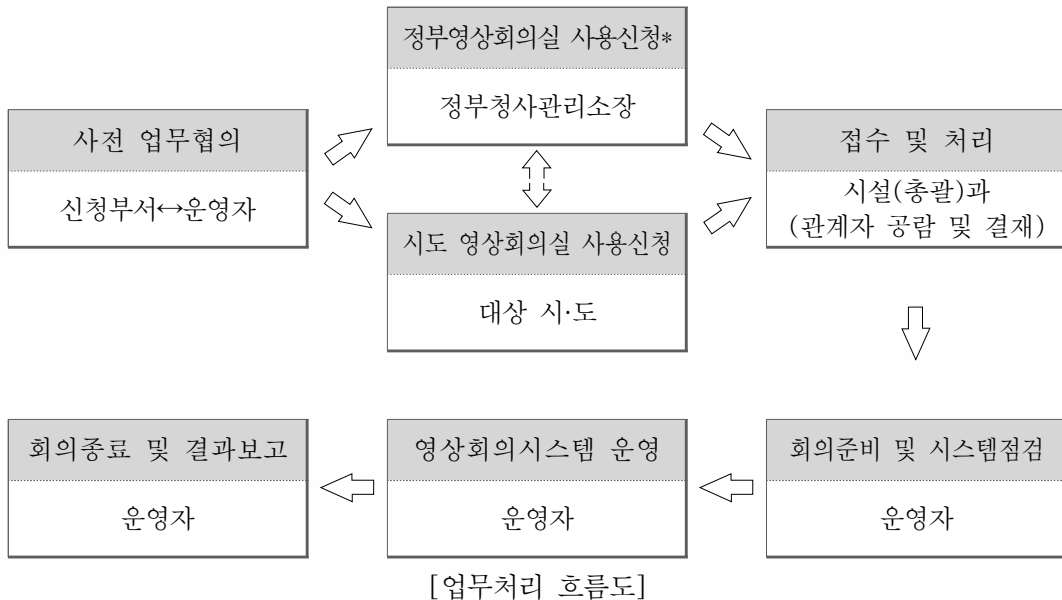 정부영상회의실 사용신청*
정부청사관리소장
사전 업무협의
신청부서↔운영자
시도 영상회의실 사용신청
대상 시·도
접수 및 처리
시설(총괄)과
(관계자 공람 및 결재)
회의종료 및 결과보고
운영자
영상회의시스템 운영
운영자
회의준비 및 시스템점검
운영자
[업무처리 흐름도]